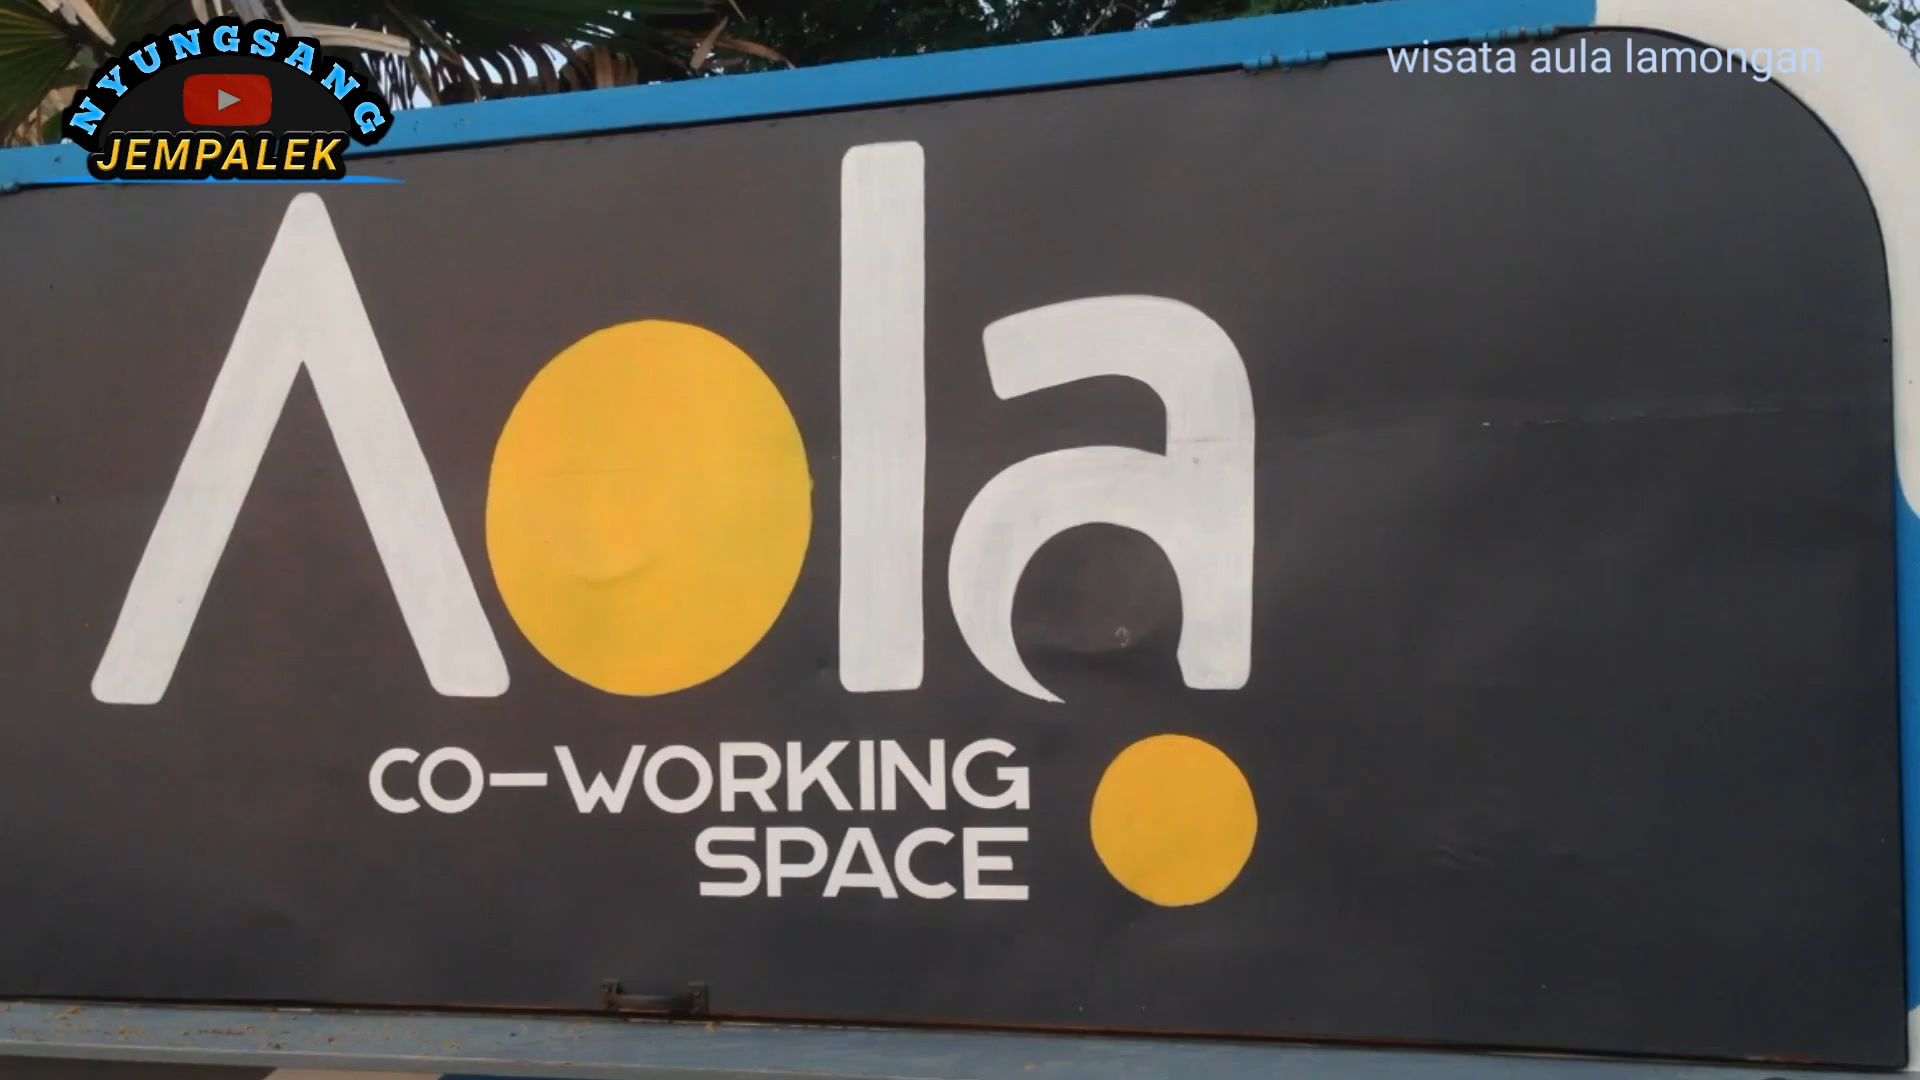 NYUNGSANG
JEMPALEK
wisata aula lamongan
Aola
CO-WORKING
SPACE